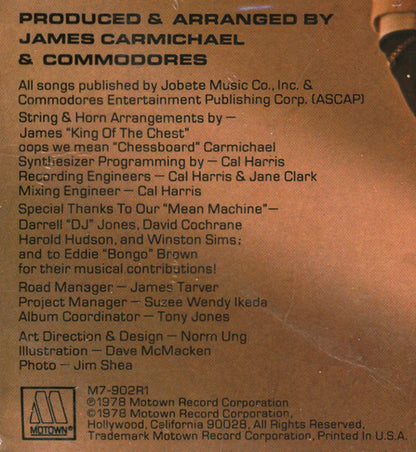 PRODUCED & ARRANGED BY
JAMES CARMICHAEL
& COMMODORES
All songs published by Jobete Music Co., Inc. &
Commodores Entertainment Publishing Corp. (ASCAP)
String & Horn Arrangements by —
James "King Of The Chest"
oops we mean "Chessboard" Carmichael
Synthesizer Programming by — Cal Harris
Recording Engineers — Cal Harris & Jane Clark
Mixing Engineer — Cal Harris
Special Thanks To Our "Mean Machine"—
Darrell "DJ" Jones, David Cochrane
Harold Hudson, and Winston Sims;
and to Eddie "Bongo" Brown
for their musical contributions!
Road Manager — James Tarver
Project Manager — Suzee Wendy Ikeda
Album Coordinator — Tony Jones
Art Direction & Design — Norm Ung
Illustration — Dave McMacken
Photo — Jim Shea
M7-902R1
℗1978 Motown Record Corporation
©1978 Motown Record Corporation,
Hollywood, California 90028, All Rights Reserved,
Trademark Motown Record Corporation, Printed In U.S.A.
M
MOTOWN®